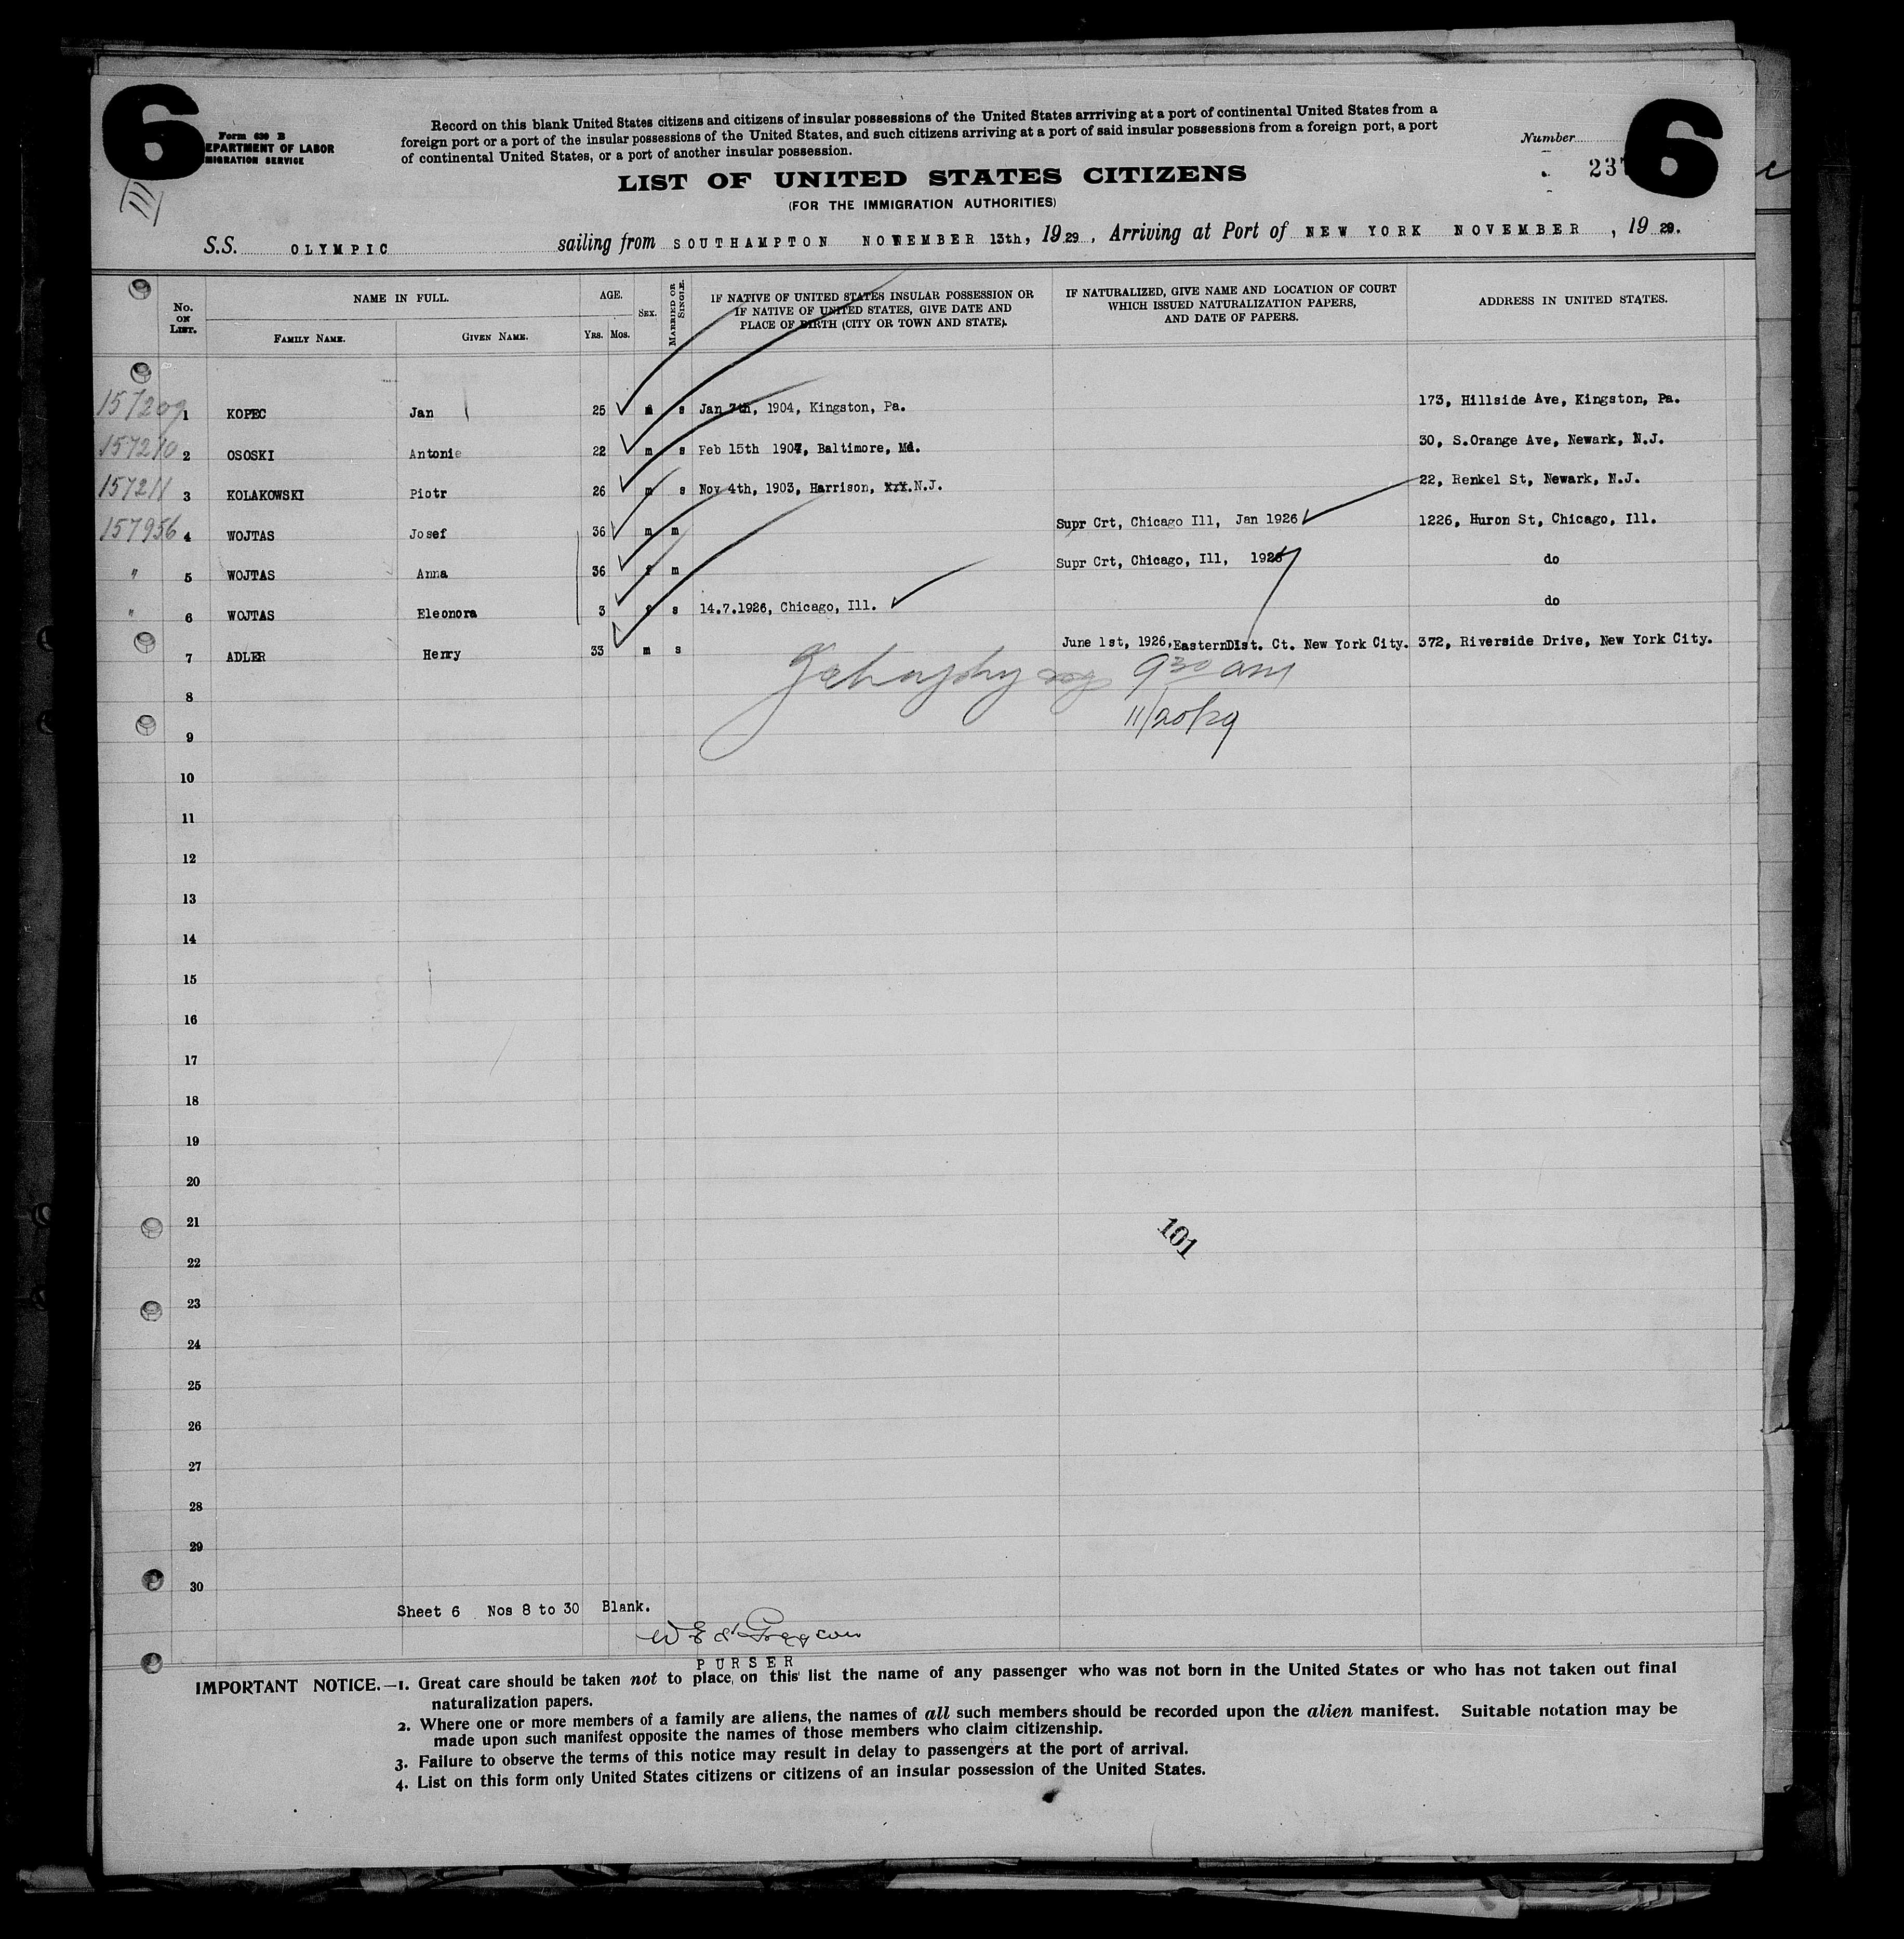 6
6
Form 630 B
EPARTMENT OF LABOR
MIGRATION SERVICE
Record on this blank United States citizens and citizens of insular possessions of the United States arrriving at a port of continental United States from a
foreign port or a port of the insular possessions of the United States, and such citizens arriving at a port of said insular possessions from a foreign port, a port
of continental United States, or a port of another insular possession.
Number
237
LIST OF UNITED STATES CITIZENS
(FOR THE IMMIGRATION AUTHORITIES)
S.S. OLYMPIC sailing from SOUTHAMPTON NOVEMBER 13th, 1929, Arriving at Port of NEW YORK NOVEMBER, 1929.
No. on List. NAME IN FULL. AGE. Sex. Married or Single. IF NATIVE OF UNITED STATES INSULAR POSSESSION OR IF NATIVE OF UNITED STATES, GIVE DATE AND PLACE OF BIRTH (CITY OR TOWN AND STATE). IF NATURALIZED, GIVE NAME AND LOCATION OF COURT WHICH ISSUED NATURALIZATION PAPERS, AND DATE OF PAPERS. ADDRESS IN UNITED STATES.
Family Name. Given Name. Yrs. Mos.
157209 1 KOPEC Jan 25 m s Jan 7th, 1904, Kingston, Pa. 173, Hillside Ave, Kingston, Pa.
157210 2 OSOSKI Antonie 22 m s Feb 15th 1907, Baltimore, Md. 30, S.Orange Ave, Newark, N.J.
157211 3 KOLAKOWSKI Piotr 26 m s Nov 4th, 1903, Harrison, XXX.N.J. 22, Renkel St, Newark, N.J.
157956 4 WOJTAS Josef 36 m m Supr Crt, Chicago Ill, Jan 1926 1226, Huron St, Chicago, Ill.
" 5 WOJTAS Anna 36 f m Supr Crt, Chicago, Ill, 1926 do
" 6 WOJTAS Eleonora 3 f s 14.7.1926, Chicago, Ill. do
7 ADLER Henry 33 m s June 1st, 1926, Eastern Dist. Ct. New York City. 372, Riverside Drive, New York City.
8 9 30 am
11/20/29
9
10
11
12
13
14
15
16
17
18
19
20
21
101
22
23
24
25
26
27
28
29
30
Sheet 6 Nos 8 to 30 Blank.
PURSER
IMPORTANT NOTICE.—1. Great care should be taken not to place on this list the name of any passenger who was not born in the United States or who has not taken out final
naturalization papers.
2. Where one or more members of a family are aliens, the names of all such members should be recorded upon the alien manifest. Suitable notation may be
made upon such manifest opposite the names of those members who claim citizenship.
3. Failure to observe the terms of this notice may result in delay to passengers at the port of arrival.
4. List on this form only United States citizens or citizens of an insular possession of the United States.